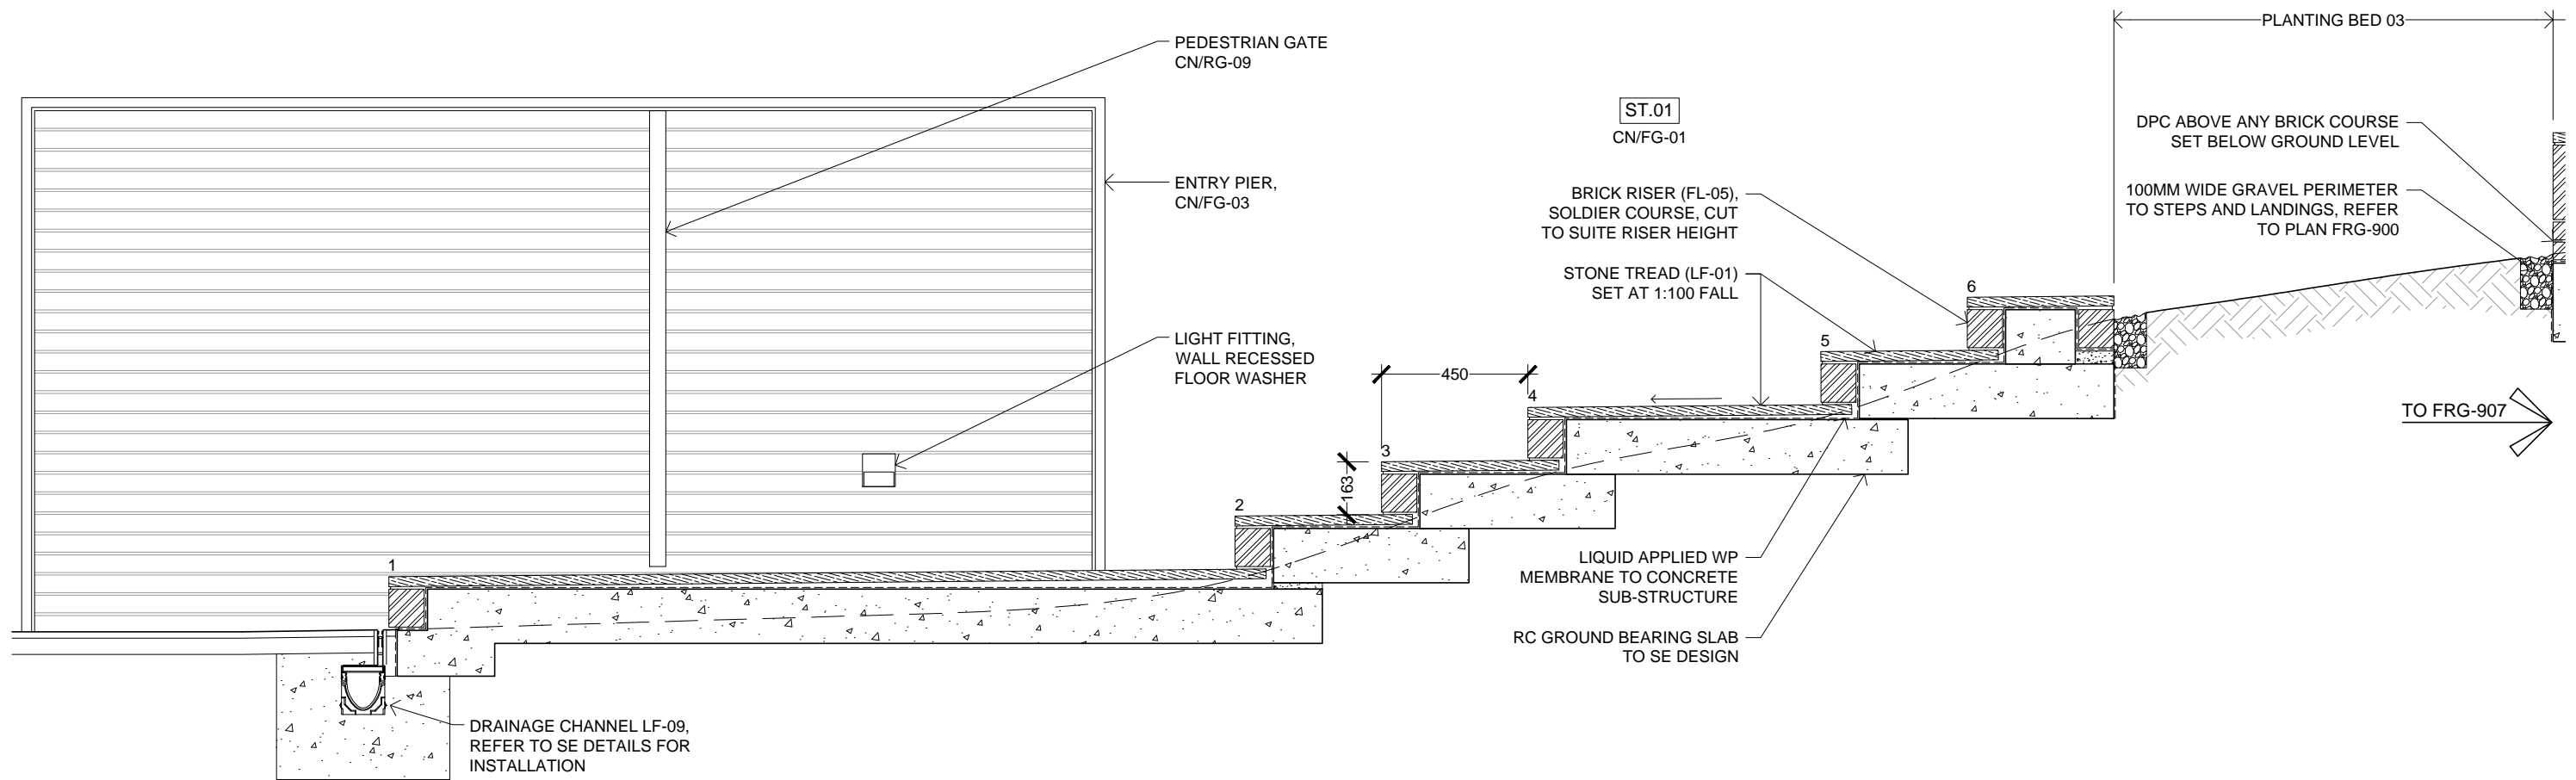 PLANTING BED 03
PEDESTRIAN GATE
CN/RG-09
ST.01
CN/FG-01
DPC ABOVE ANY BRICK COURSE
SET BELOW GROUND LEVEL
ENTRY PIER,
CN/FG-03
BRICK RISER (FL-05),
SOLDIER COURSE, CUT
TO SUITE RISER HEIGHT
100MM WIDE GRAVEL PERIMETER
TO STEPS AND LANDINGS, REFER
TO PLAN FRG-900
STONE TREAD (LF-01)
SET AT 1:100 FALL
6
LIGHT FITTING,
WALL RECESSED
FLOOR WASHER
5
450
4
TO FRG-907
3
163
2
1
LIQUID APPLIED WP
MEMBRANE TO CONCRETE
SUB-STRUCTURE
RC GROUND BEARING SLAB
TO SE DESIGN
DRAINAGE CHANNEL LF-09,
REFER TO SE DETAILS FOR
INSTALLATION